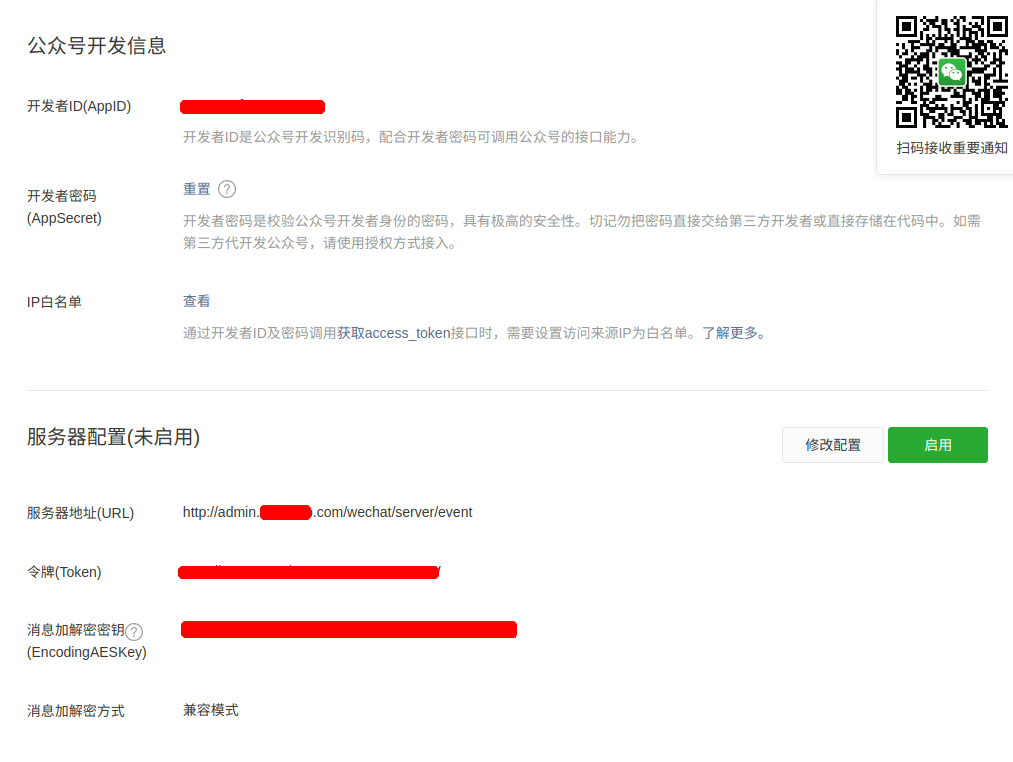 公众号开发信息
扫码接收重要通知
开发者ID(AppID)
开发者ID是公众号开发识别码，配合开发者密码可调用公众号的接口能力。
开发者密码
(AppSecret)
重置 ?
开发者密码是校验公众号开发者身份的密码，具有极高的安全性。切记勿把密码直接交给第三方开发者或直接存储在代码中。如需
第三方代开发公众号，请使用授权方式接入。
IP白名单
查看
通过开发者ID及密码调用获取access_token接口时，需要设置访问来源IP为白名单。了解更多。
服务器配置(未启用)
修改配置
启用
服务器地址(URL)
http://admin. .com/wechat/server/event
令牌(Token)
消息加解密密钥 ?
(EncodingAESKey)
消息加解密方式
兼容模式